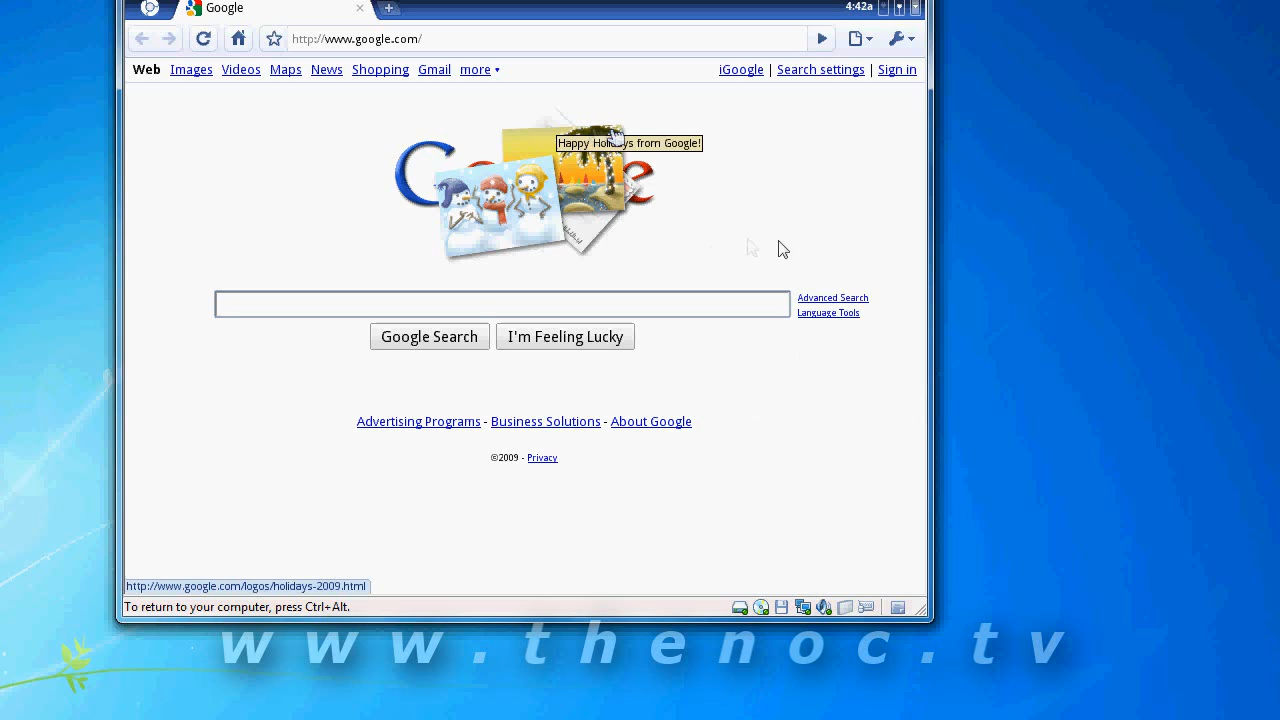 Google
4:42a
http://www.google.com/
Web Images Videos Maps News Shopping Gmail more iGoogle | Search settings | Sign in
Happy Holidays from Google!
Advanced Search
Language Tools
Google Search I'm Feeling Lucky
Advertising Programs - Business Solutions - About Google
©2009 - Privacy
http://www.google.com/logos/holidays-2009.html
To return to your computer, press Ctrl+Alt.
www.thenoc.tv